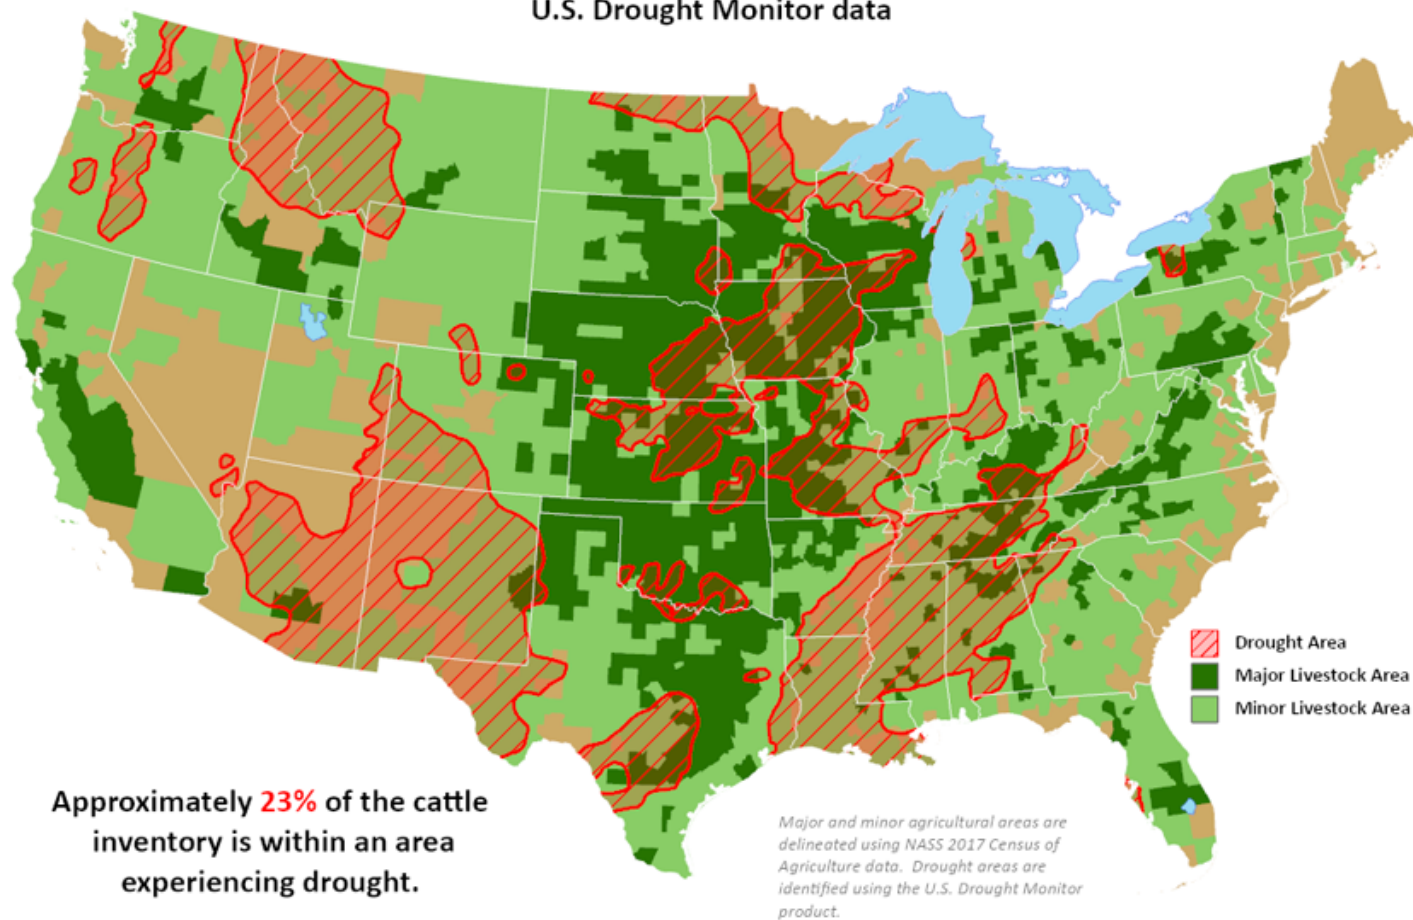 U.S. Drought Monitor data
Drought Area
Major Livestock Area
Minor Livestock Area
Approximately 23% of the cattle
inventory is within an area
experiencing drought.
Major and minor agricultural areas are
delineated using NASS 2017 Census of
Agriculture data.  Drought areas are
identified using the U.S. Drought Monitor
product.